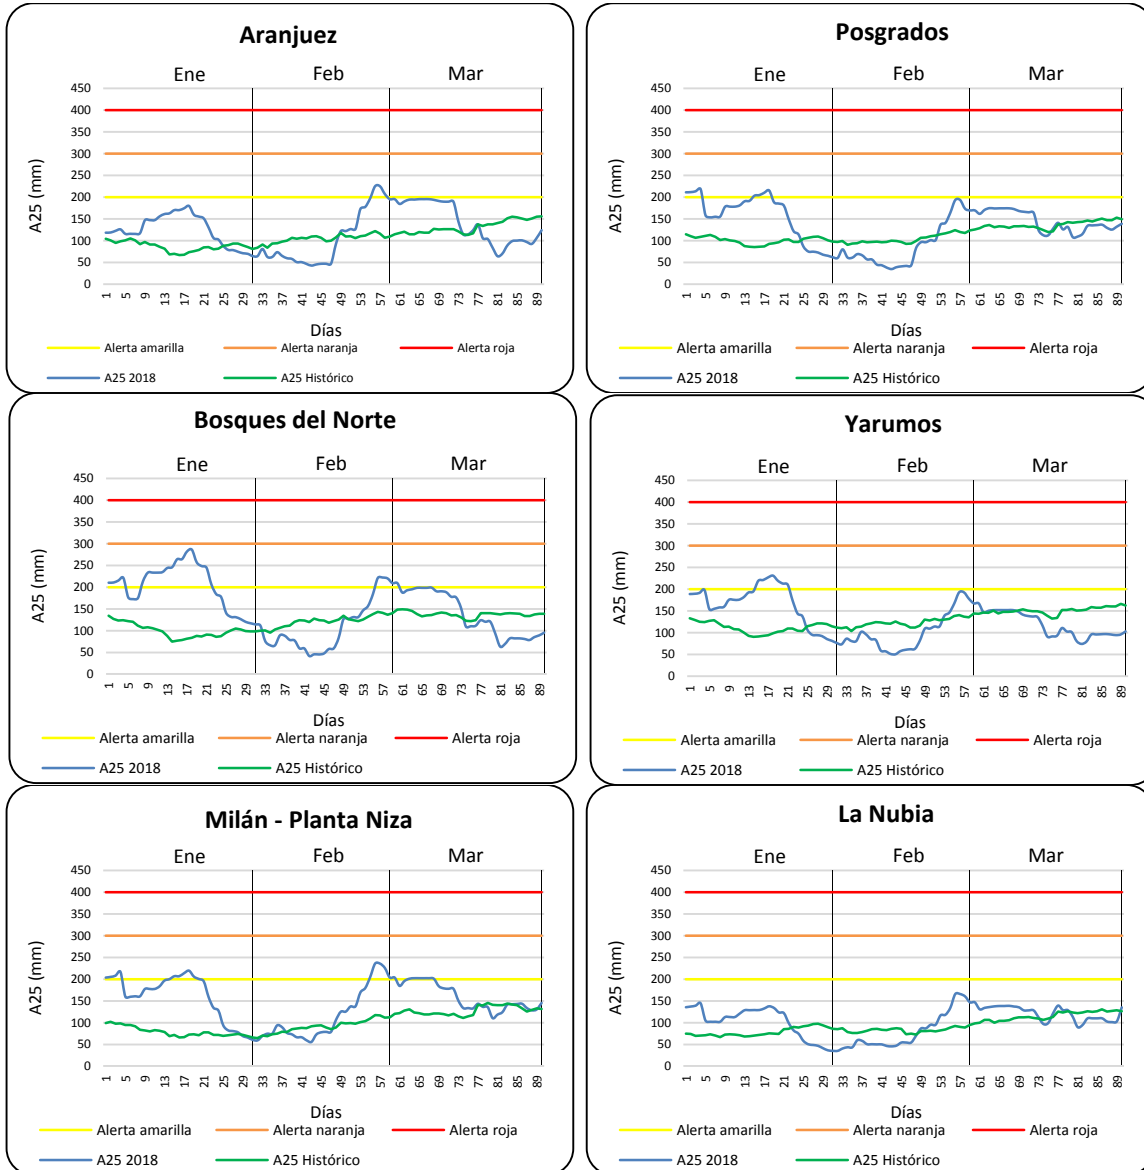 Aranjuez
Ene Feb Mar
450
400
350
300
250
200
150
100
50
0
A25 (mm)
1 5 9 13 17 21 25 29 33 37 41 45 49 53 57 61 65 69 73 77 81 85 89
Días
Alerta amarilla Alerta naranja Alerta roja
A25 2018 A25 Histórico
Posgrados
Ene Feb Mar
450
400
350
300
250
200
150
100
50
0
A25 (mm)
1 5 9 13 17 21 25 29 33 37 41 45 49 53 57 61 65 69 73 77 81 85 89
Días
Alerta amarilla Alerta naranja Alerta roja
A25 2018 A25 Histórico
Bosques del Norte
Ene Feb Mar
450
400
350
300
250
200
150
100
50
0
A25 (mm)
1 5 9 13 17 21 25 29 33 37 41 45 49 53 57 61 65 69 73 77 81 85 89
Días
Alerta amarilla Alerta naranja Alerta roja
A25 2018 A25 Histórico
Yarumos
Ene Feb Mar
450
400
350
300
250
200
150
100
50
0
A25 (mm)
1 5 9 13 17 21 25 29 33 37 41 45 49 53 57 61 65 69 73 77 81 85 89
Días
Alerta amarilla Alerta naranja Alerta roja
A25 2018 A25 Histórico
Milán - Planta Niza
Ene Feb Mar
450
400
350
300
250
200
150
100
50
0
A25 (mm)
1 5 9 13 17 21 25 29 33 37 41 45 49 53 57 61 65 69 73 77 81 85 89
Días
Alerta amarilla Alerta naranja Alerta roja
A25 2018 A25 Histórico
La Nubia
Ene Feb Mar
450
400
350
300
250
200
150
100
50
0
A25 (mm)
1 5 9 13 17 21 25 29 33 37 41 45 49 53 57 61 65 69 73 77 81 85 89
Días
Alerta amarilla Alerta naranja Alerta roja
A25 2018 A25 Histórico